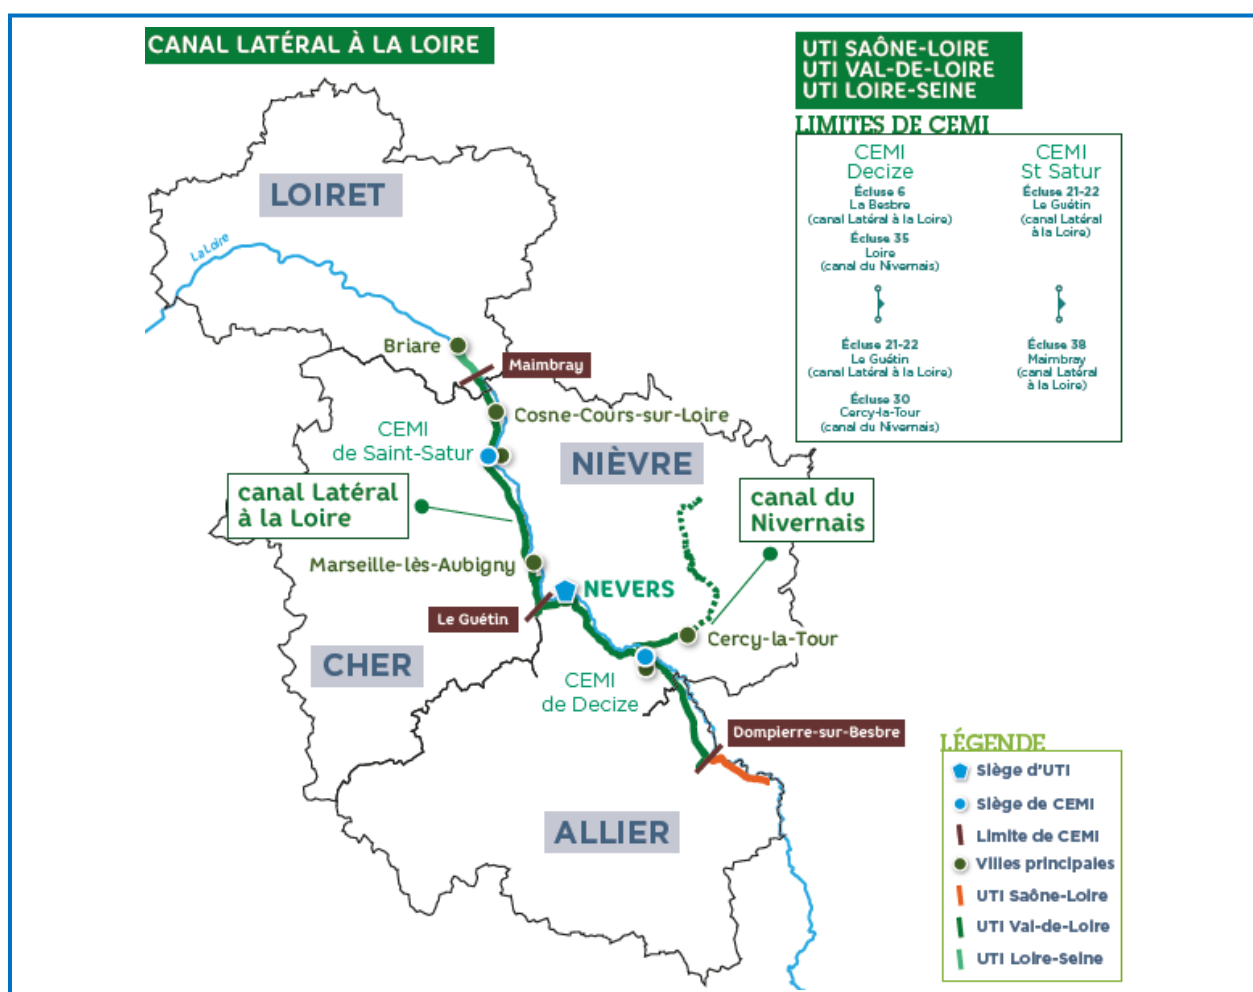 CANAL LATÉRAL À LA LOIRE
UTI SAÔNE-LOIRE
UTI VAL-DE-LOIRE
UTI LOIRE-SEINE
LIMITES DE CEMI
CEMI
Decize
Écluse 6
La Besbre
(canal Latéral à la Loire)
Écluse 35
Loire
(canal du Nivernais)
Écluse 21-22
Le Guétin
(canal Latéral à la Loire)
Écluse 30
Cercy-la-Tour
(canal du Nivernais)
CEMI
St Satur
Écluse 21-22
Le Guétin
(canal Latéral
à la Loire)
Écluse 38
Maimbray
(canal Latéral
à la Loire)
LOIRET
La Loire
Briare
Maimbray
Cosne-Cours-sur-Loire
CEMI
de Saint-Satur
NIÈVRE
canal Latéral
à la Loire
canal du
Nivernais
Marseille-lès-Aubigny
NEVERS
Le Guétin
Cercy-la-Tour
CHER
CEMI
de Decize
Dompierre-sur-Besbre
ALLIER
LÉGENDE
Siège d'UTI
Siège de CEMI
Limite de CEMI
Villes principales
UTI Saône-Loire
UTI Val-de-Loire
UTI Loire-Seine